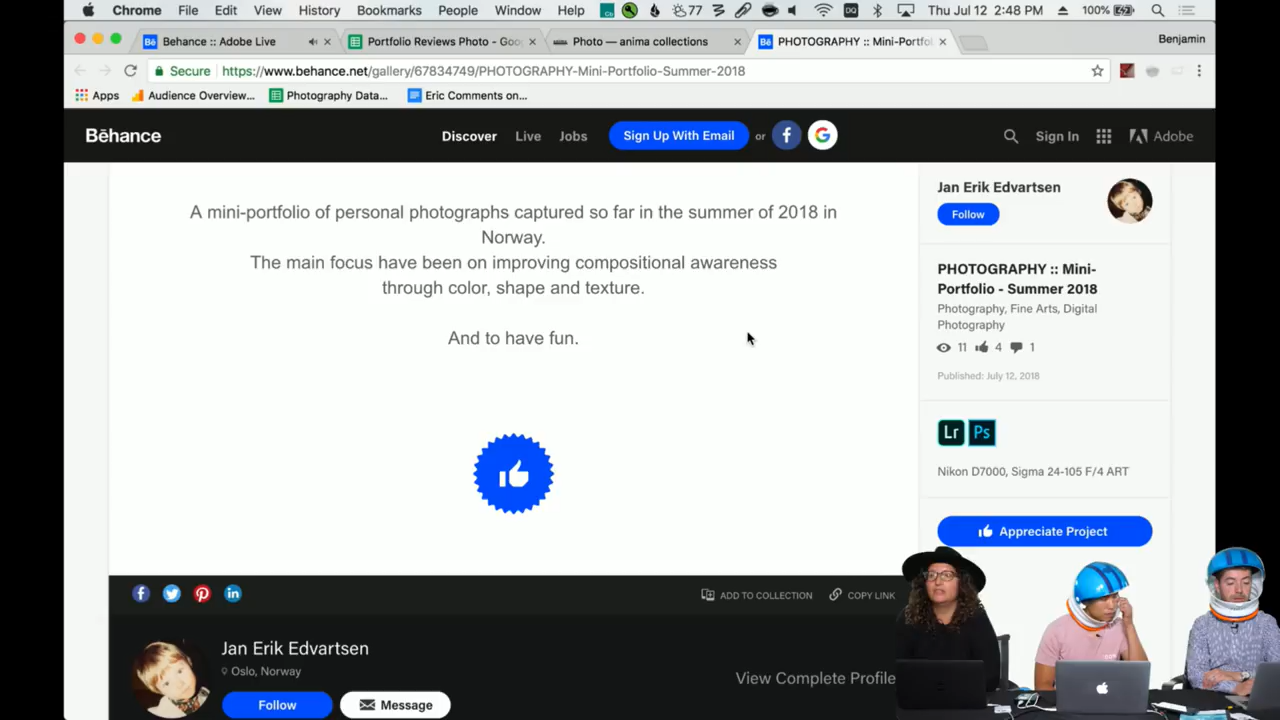 Chrome File Edit View History Bookmarks People Window Help 77 Thu Jul 12 2:48 PM 100%
Behance :: Adobe Live Portfolio Reviews Photo - Goo Photo — anima collections PHOTOGRAPHY :: Mini-Portfol Benjamin
Secure https://www.behance.net/gallery/67834749/PHOTOGRAPHY-Mini-Portfolio-Summer-2018
Apps Audience Overview... Photography Data... Eric Comments on...
Bēhance Discover Live Jobs Sign Up With Email or Sign In Adobe
A mini-portfolio of personal photographs captured so far in the summer of 2018 in
Norway.
The main focus have been on improving compositional awareness
through color, shape and texture.
And to have fun.
Jan Erik Edvartsen
Follow
PHOTOGRAPHY :: Mini-
Portfolio - Summer 2018
Photography, Fine Arts, Digital
Photography
11 4 1
Published: July 12, 2018
Lr Ps
Nikon D7000, Sigma 24-105 F/4 ART
Appreciate Project
ADD TO COLLECTION COPY LINK
Jan Erik Edvartsen
Oslo, Norway
Follow Message
View Complete Profile